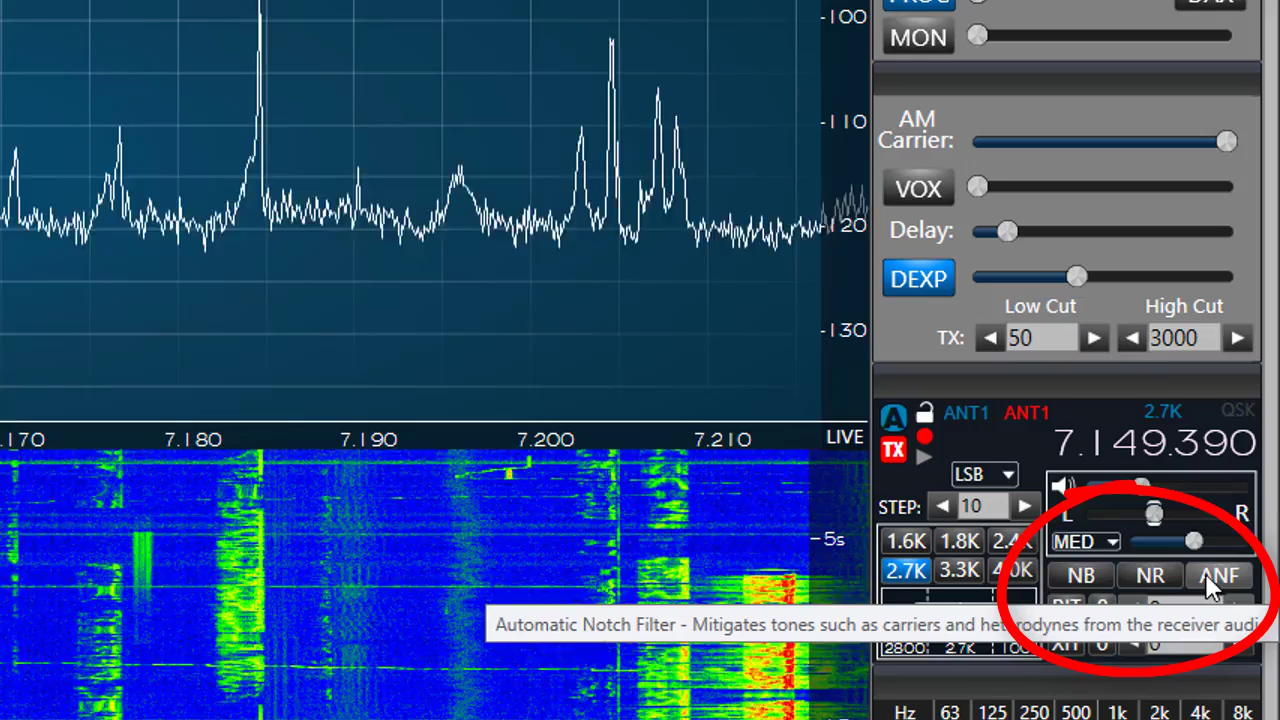 -100
MON
AM
Carrier:
-110
VOX
-120
Delay:
DEXP
Low Cut High Cut
-130
TX: 50 3000
A ANT1 ANT1 2.7K QSK
.170 7.180 7.190 7.200 7.210 LIVE
TX 7.149.390
LSB
STEP: 10 L R
-5s
1.6K 1.8K 2.4K MED
2.7K 3.3K 4.0K NB NR ANF
Automatic Notch Filter - Mitigates tones such as carriers and heterodynes from the receiver audi
2.7K
Hz 63 125 250 500 1k 2k 4k 8k